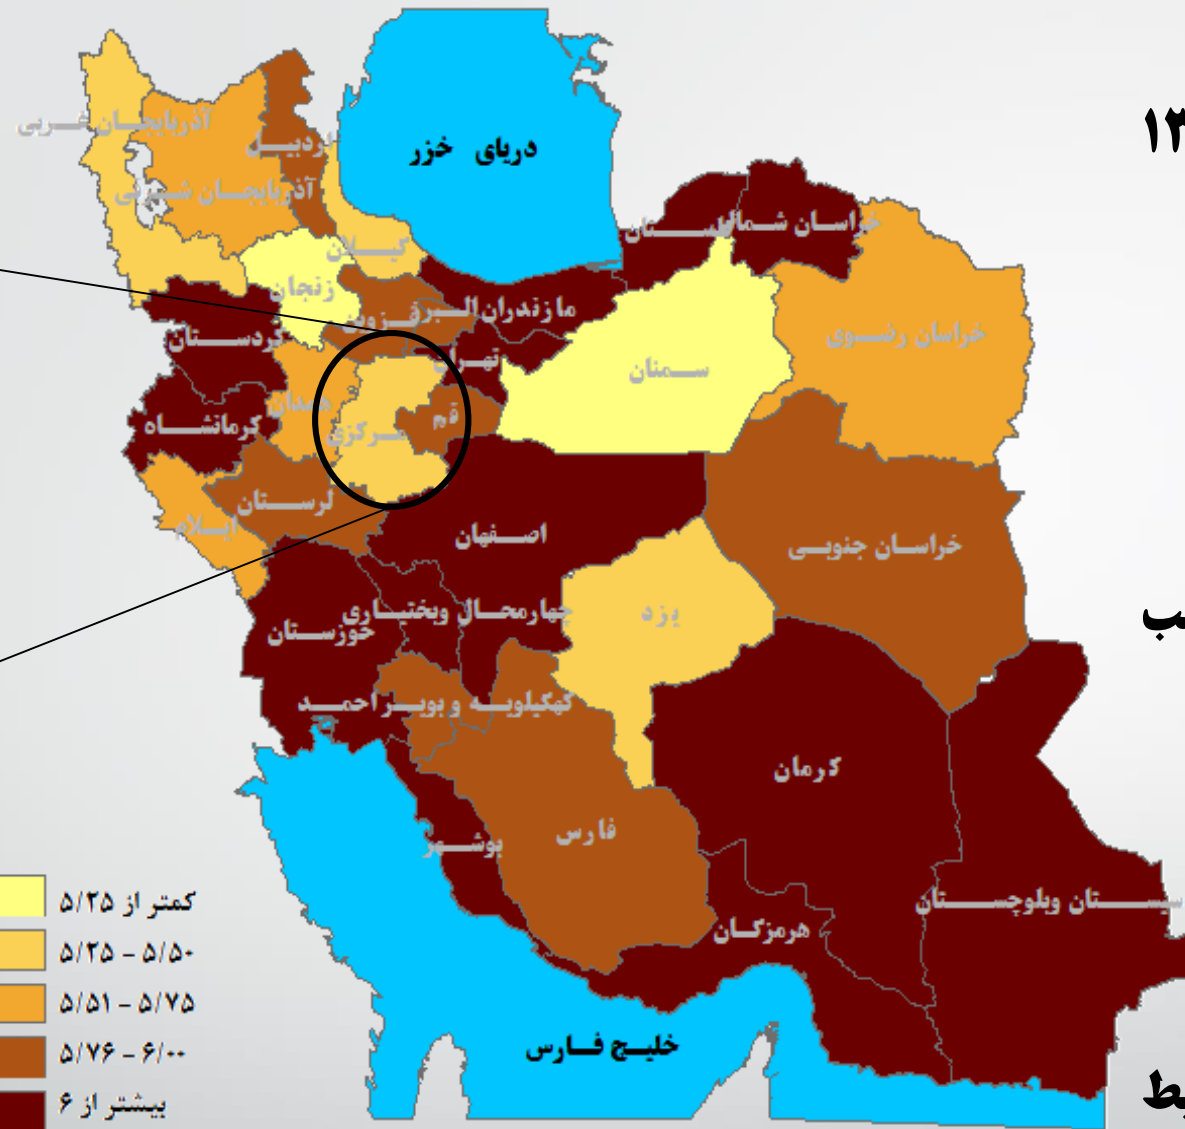 ۱۳
آذربایجان غربی
اردبیل
دریای خزر
آذربایجان شرقی
خراسان شمالی
گیلان
زنجان
مازندران
البرز
قزوین
خراسان رضوی
کردستان
تهران
سمنان
همدان
کرمانشاه
مرکزی
قم
لرستان
ایلام
اصفهان
خراسان جنوبی
چهارمحال وبختیاری
یزد
خوزستان
کهکیلویه و بویراحمد
کرمان
فارس
بوشهر
سیستان وبلوچستان
هرمزگان
خلیج فارس
کمتر از ۵/۲۵
۵/۲۵ - ۵/۵۰
۵/۵۱ - ۵/۷۵
۵/۷۶ - ۶/۰۰
بیشتر از ۶